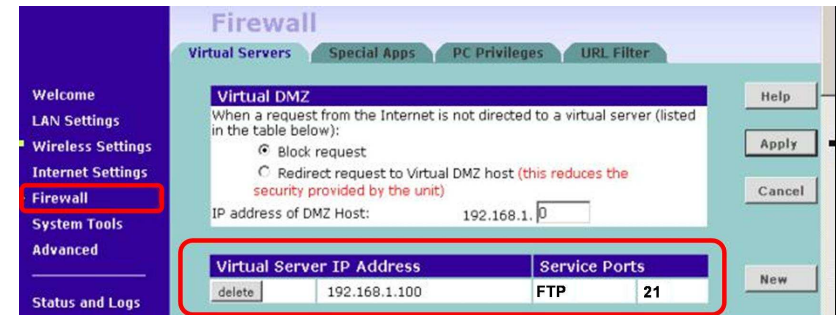 Firewall
Virtual Servers Special Apps PC Privileges URL Filter
Welcome
LAN Settings
Wireless Settings
Internet Settings
Firewall
System Tools
Advanced
Status and Logs
Virtual DMZ
When a request from the Internet is not directed to a virtual server (listed
in the table below):
Block request
Redirect request to Virtual DMZ host (this reduces the
security provided by the unit)
IP address of DMZ Host: 192.168.1. 0
Virtual Server IP Address Service Ports
delete 192.168.1.100 FTP 21
Help
Apply
Cancel
New